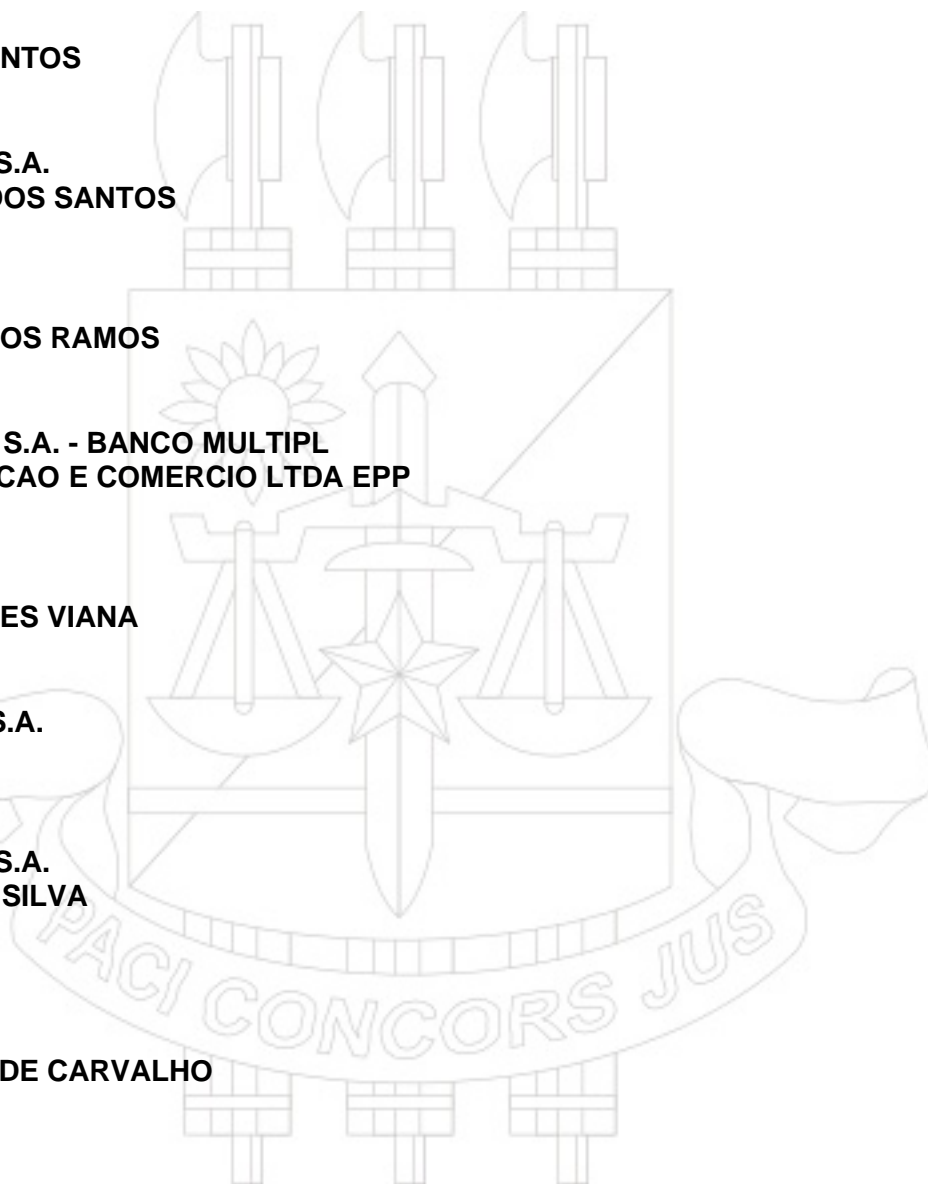 NTOS
S.A.
DOS SANTOS
OS RAMOS
S.A. - BANCO MULTIPL
CAO E COMERCIO LTDA EPP
ES VIANA
S.A.
S.A.
SILVA
PACI CONCORS JUS
DE CARVALHO